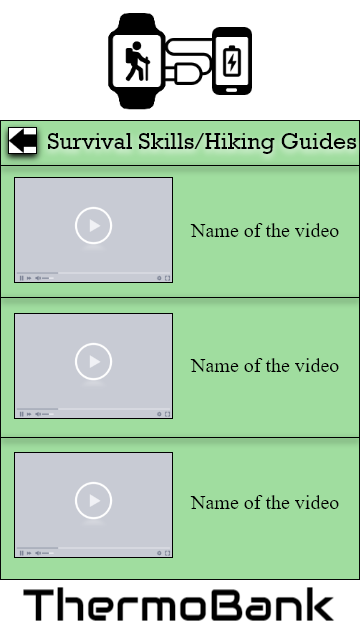 Survival Skills/Hiking Guides
Name of the video
Name of the video
Name of the video
ThermoBank